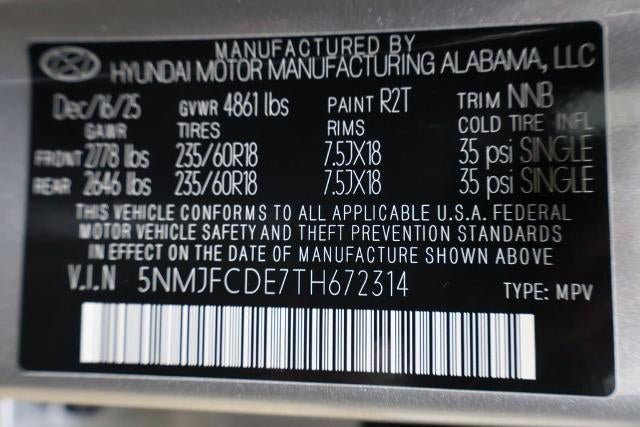 MANUFACTURED BY
HYUNDAI MOTOR MANUFACTURING ALABAMA, LLC
Dec/16/25 GVWR 4861 lbs PAINT R2T TRIM NNB
GAWR TIRES RIMS COLD TIRE INFL
FRONT 2778 lbs 235/60R18 7.5JX18 35 psi SINGLE
REAR 2646 lbs 235/60R18 7.5JX18 35 psi SINGLE
THIS VEHICLE CONFORMS TO ALL APPLICABLE U.S.A. FEDERAL
MOTOR VEHICLE SAFETY AND THEFT PREVENTION STANDARDS
IN EFFECT ON THE DATE OF MANUFACTURE SHOWN ABOVE
V.I.N 5NMJFCDE7TH672314 TYPE: MPV